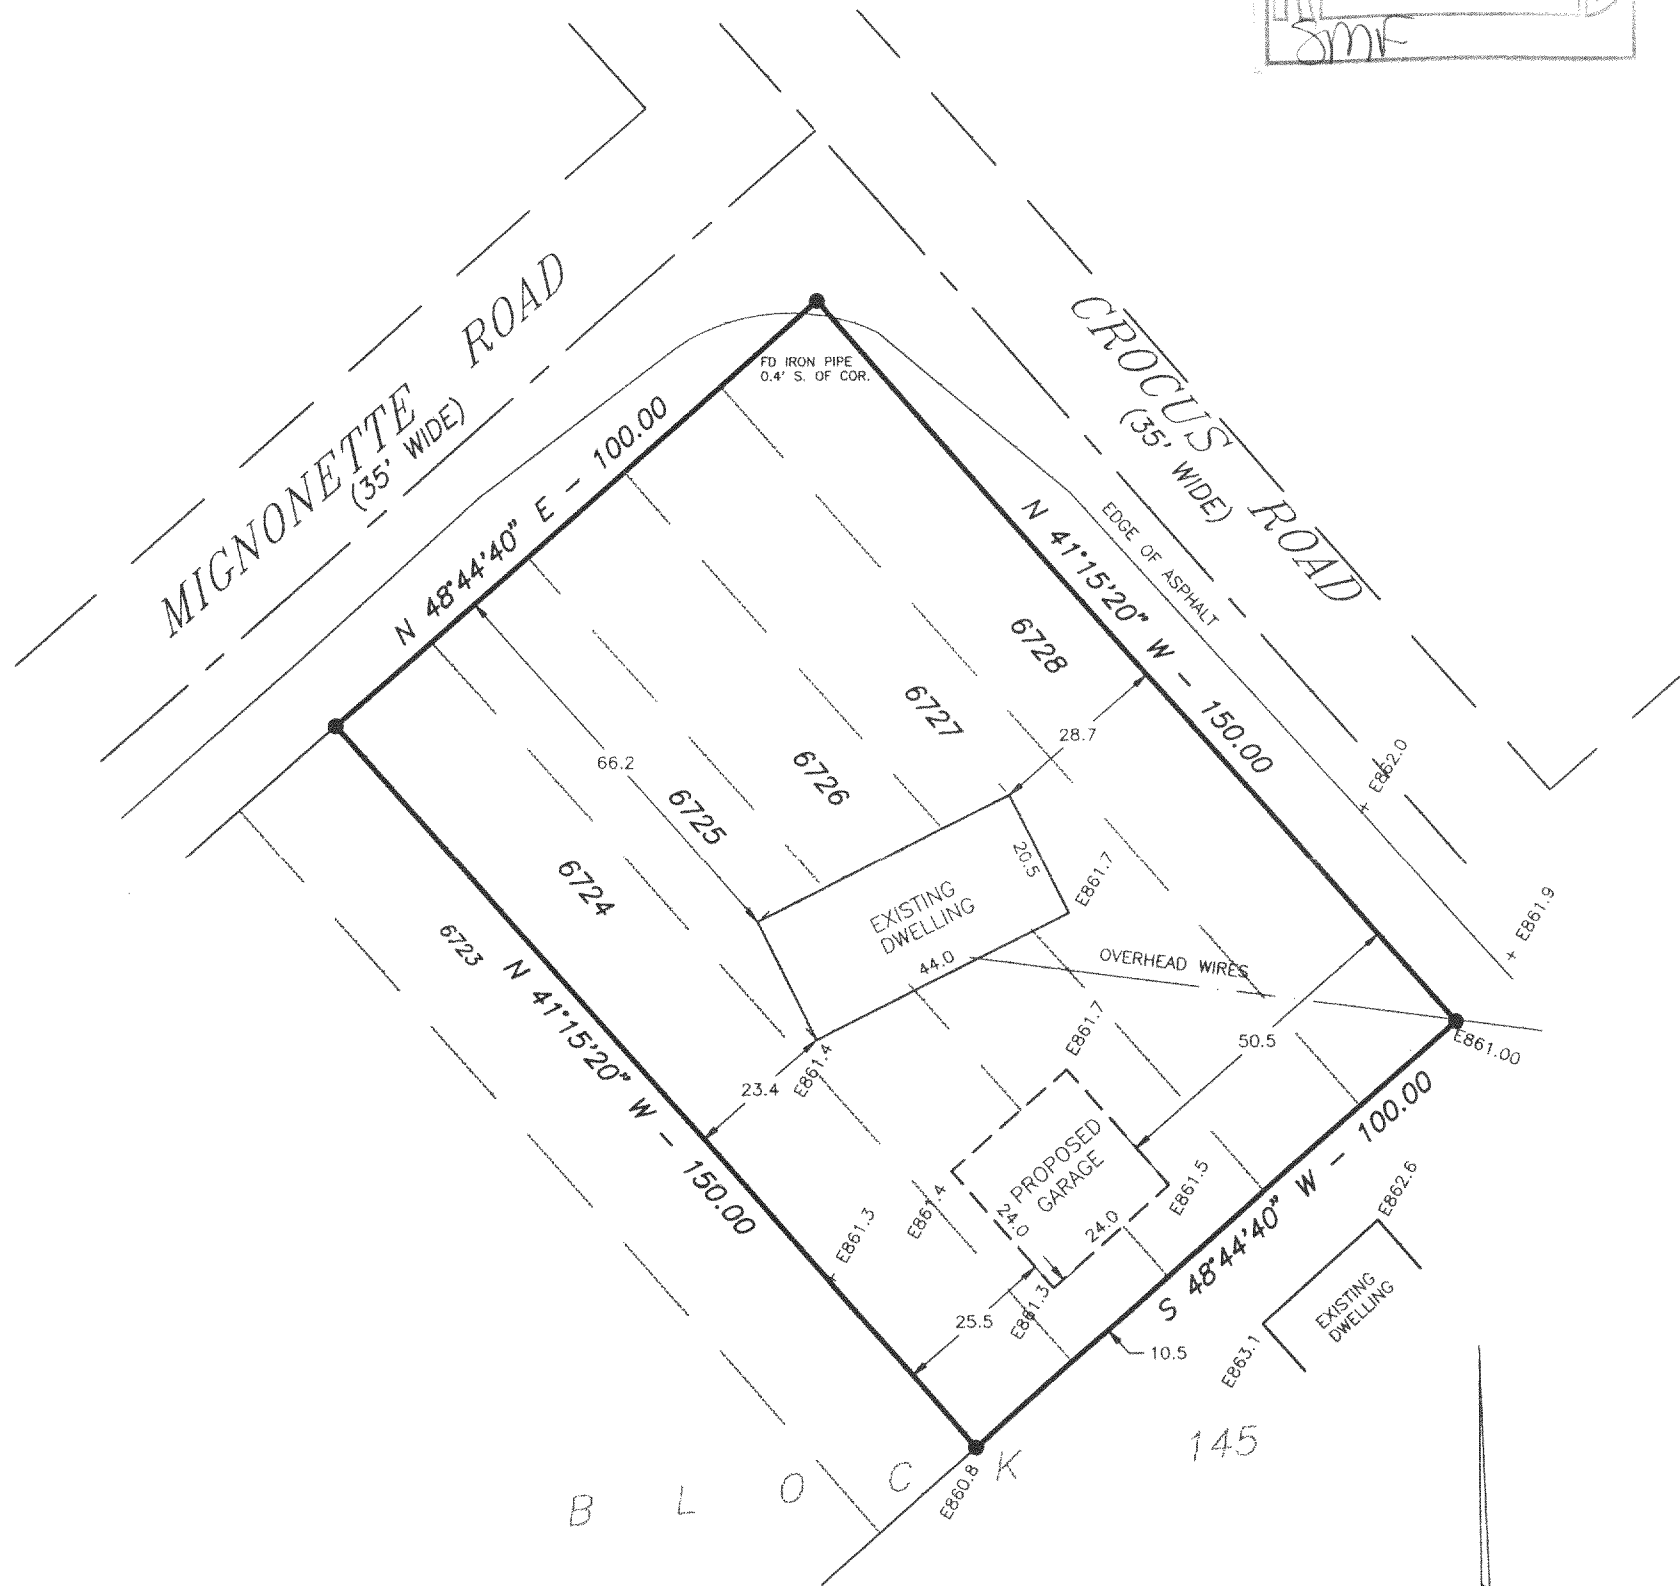 SMK
MIGNONETTE ROAD
(35' WIDE)
CROCUS ROAD
(35' WIDE)
FD IRON PIPE
0.4' S. OF COR.
N 48°44'40" E - 100.00
N 41°15'20" W - 150.00
EDGE OF ASPHALT
6728
6727
6726
6725
6724
6723
66.2
28.7
E862.0
E861.9
20.5
E861.7
EXISTING
DWELLING
44.0
OVERHEAD WIRES
E861.7
50.5
E861.00
N 41°15'20" W - 150.00
23.4
E861.4
PROPOSED
GARAGE
24.0
24.0
E861.4
E861.5
E861.3
E861.3
25.5
10.5
S 48°44'40" W - 100.00
E862.6
EXISTING
DWELLING
E863.1
E860.8
BLOCK 145